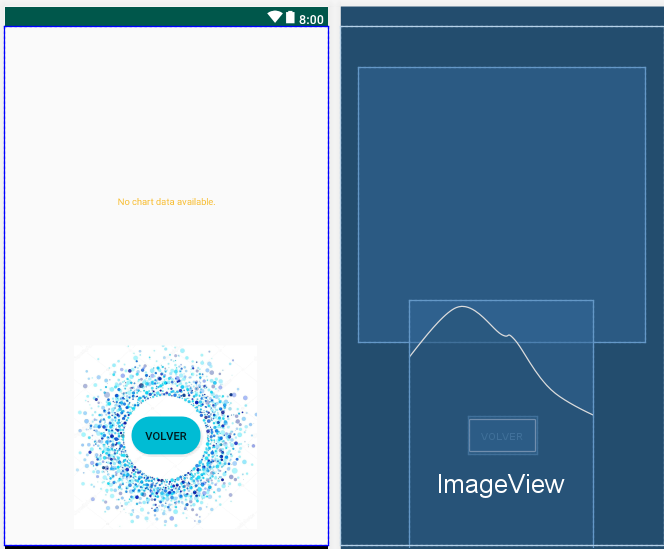 8:00
No chart data available.
VOLVER
VOLVER
ImageView